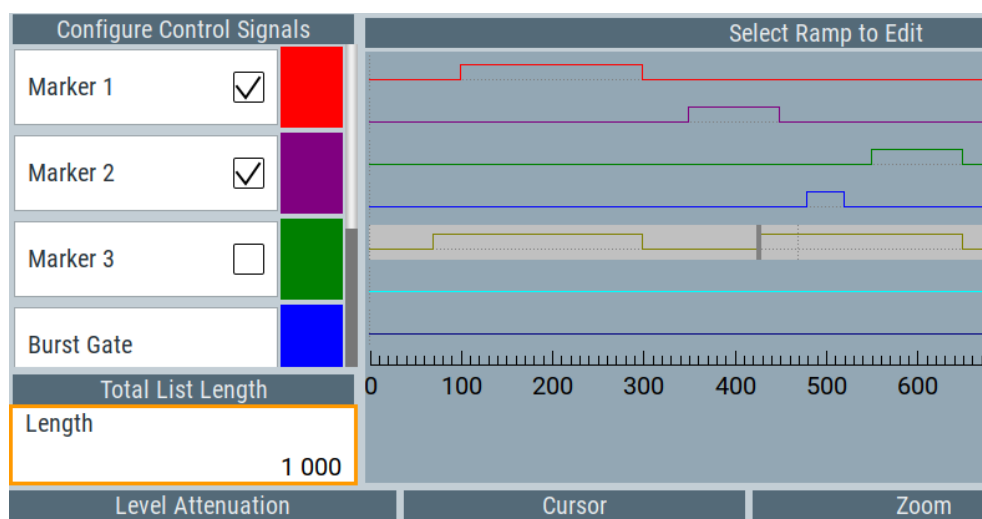 Configure Control Signals
Select Ramp to Edit
Marker 1
Marker 2
Marker 3
Burst Gate
0 100 200 300 400 500 600
Total List Length
Length
1 000
Level Attenuation
Cursor
Zoom